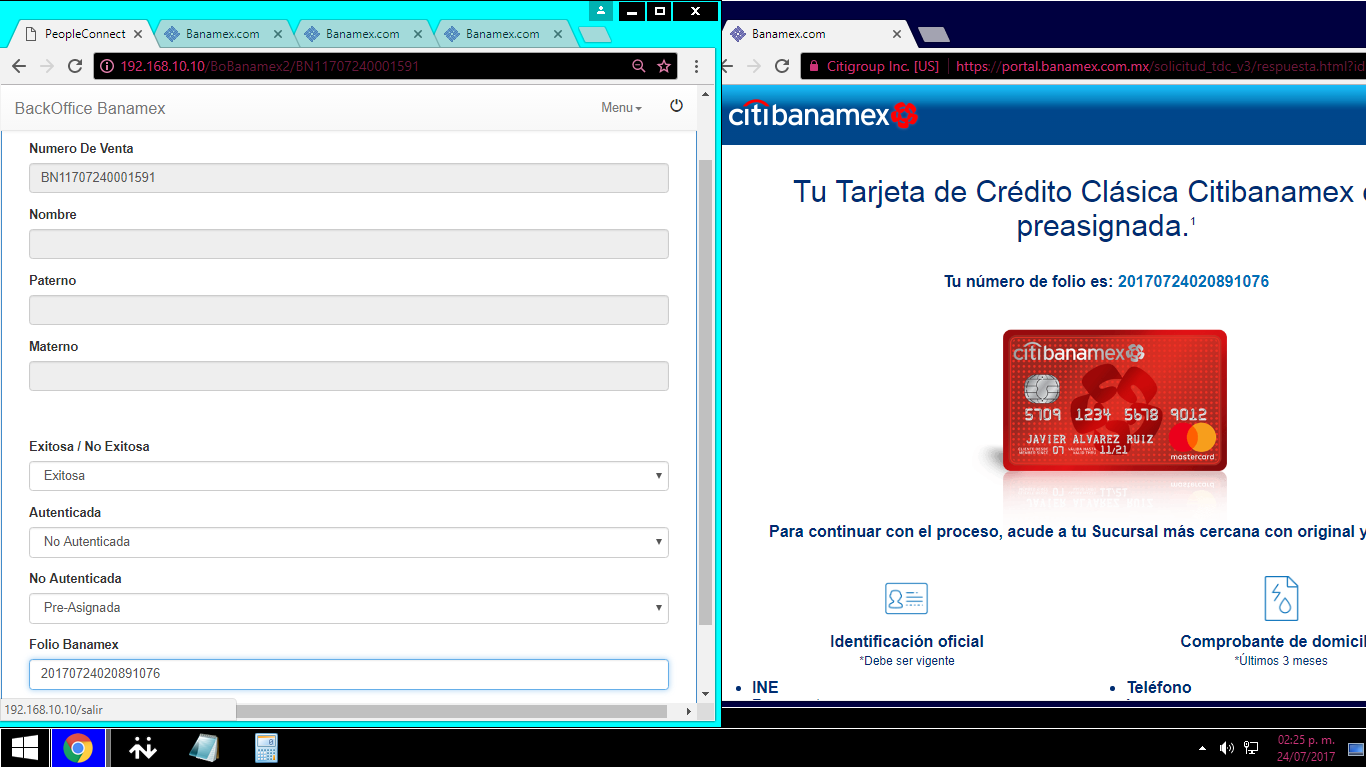 PeopleConnect
Banamex.com
Banamex.com
Banamex.com
192.168.10.10/BoBanamex2/BN11707240001591
BackOffice Banamex
Menu
Numero De Venta
BN11707240001591
Nombre
Paterno
Materno
Exitosa / No Exitosa
Exitosa
Autenticada
No Autenticada
No Autenticada
Pre-Asignada
Folio Banamex
20170724020891076
192.168.10.10/salir
Banamex.com
Citigroup Inc. [US]
https://portal.banamex.com.mx/solicitud_tdc_v3/respuesta.html?id
citibanamex
Tu Tarjeta de Crédito Clásica Citibanamex
preasignada.¹
Tu número de folio es: 20170724020891076
citibanamex
5709 1234 5678 9012
JAVIER ALVAREZ RUIZ
07
11/21
mastercard
Para continuar con el proceso, acude a tu Sucursal más cercana con original y
Identificación oficial
*Debe ser vigente
INE
Comprobante de domicil
*Últimos 3 meses
Teléfono
02:25 p. m.
24/07/2017